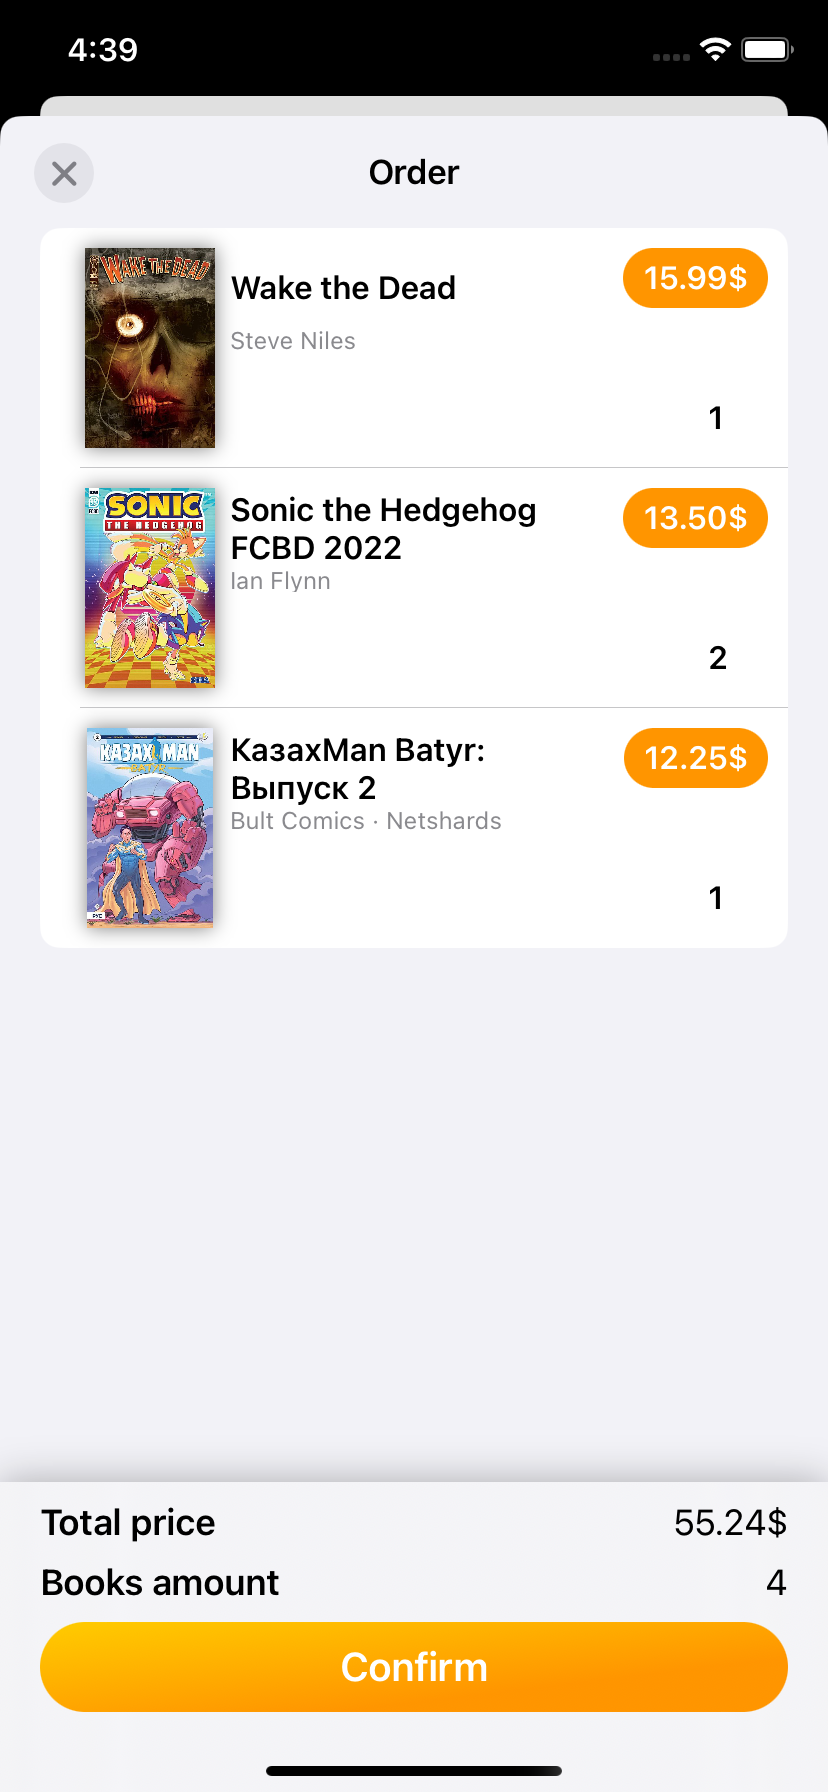 4:39
Order
WAKE THE DEAD
Wake the Dead
15.99$
Steve Niles
1
SONIC
THE HEDGEHOG
Sonic the Hedgehog
FCBD 2022
13.50$
Ian Flynn
2
КАЗАХ MAN
BATYR
РУС
КазахMan Batyr:
Выпуск 2
12.25$
Bult Comics · Netshards
1
Total price
55.24$
Books amount
4
Confirm